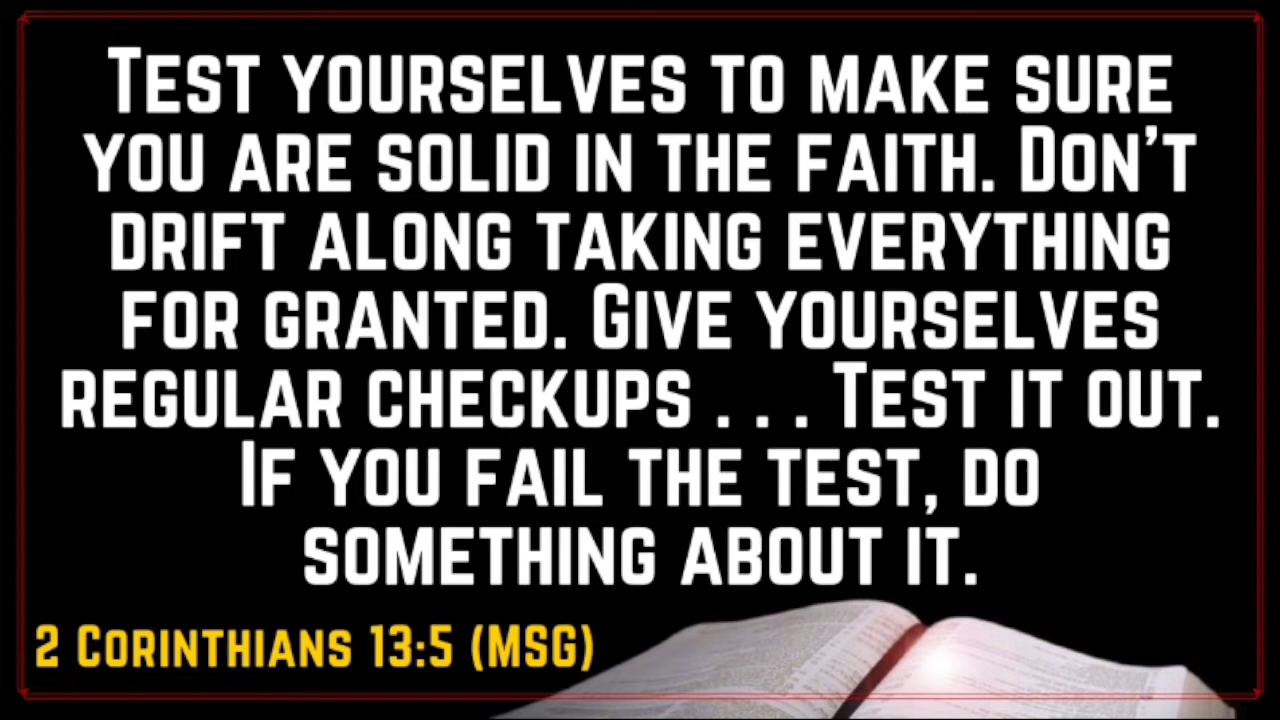 Test yourselves to make sure
you are solid in the faith. Don't
drift along taking everything
for granted. Give yourselves
regular checkups . . . Test it out.
If you fail the test, do
something about it.
2 Corinthians 13:5 (MSG)